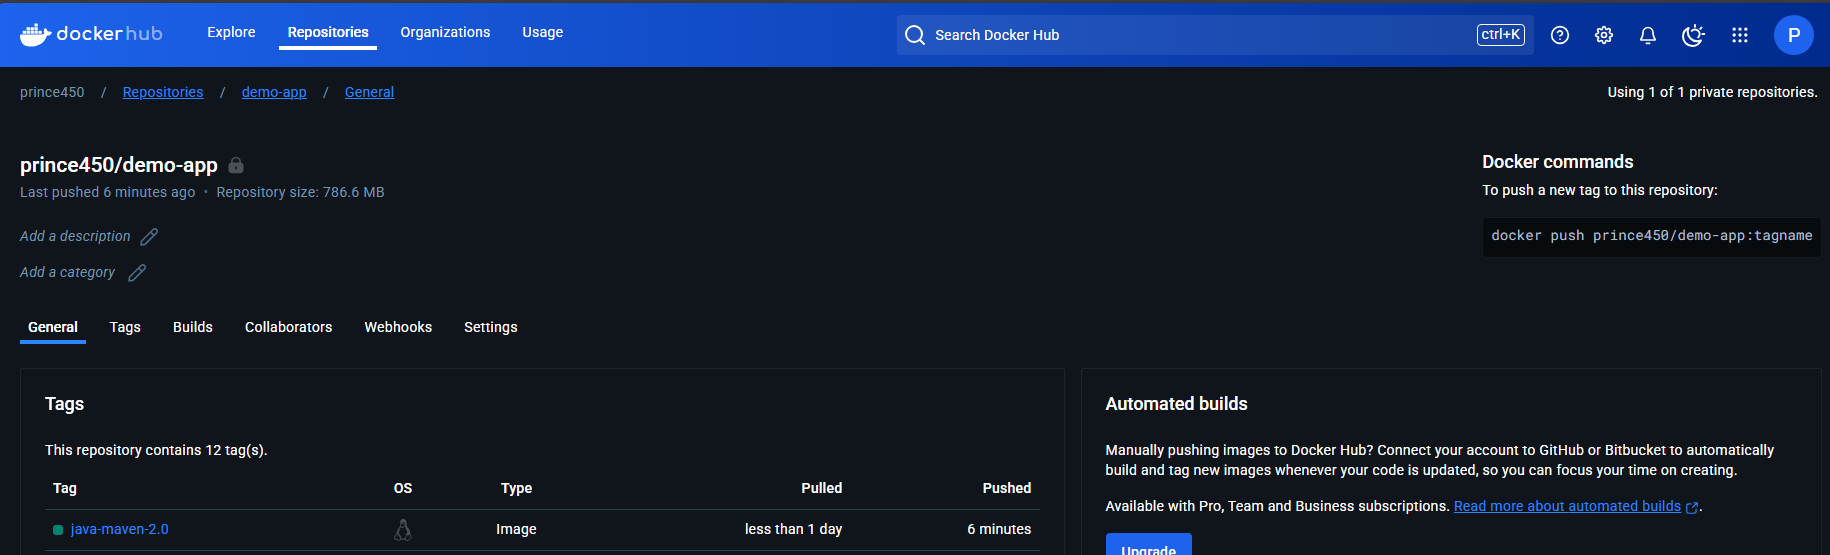 dockerhub Explore Repositories Organizations Usage Search Docker Hub ctrl+K P
prince450 / Repositories / demo-app / General Using 1 of 1 private repositories.
prince450/demo-app
Last pushed 6 minutes ago • Repository size: 786.6 MB
Add a description
Add a category
Docker commands
To push a new tag to this repository:
docker push prince450/demo-app:tagname
General Tags Builds Collaborators Webhooks Settings
Tags
This repository contains 12 tag(s).
Tag OS Type Pulled Pushed
java-maven-2.0 Image less than 1 day 6 minutes
Automated builds
Manually pushing images to Docker Hub? Connect your account to GitHub or Bitbucket to automatically
build and tag new images whenever your code is updated, so you can focus your time on creating.
Available with Pro, Team and Business subscriptions. Read more about automated builds.
Upgrade